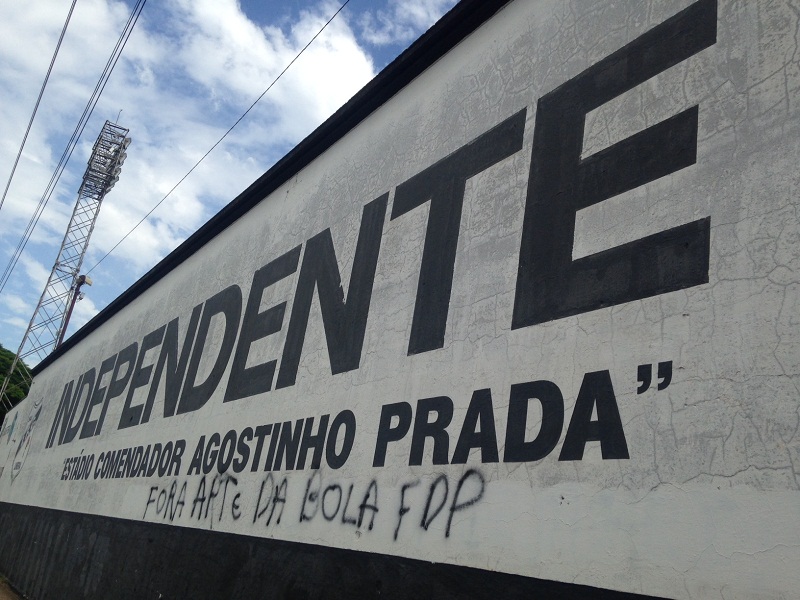 INDEPENDENTE
"ESTÁDIO COMENDADOR AGOSTINHO PRADA"
FORA ARTE DA BOLA FDP